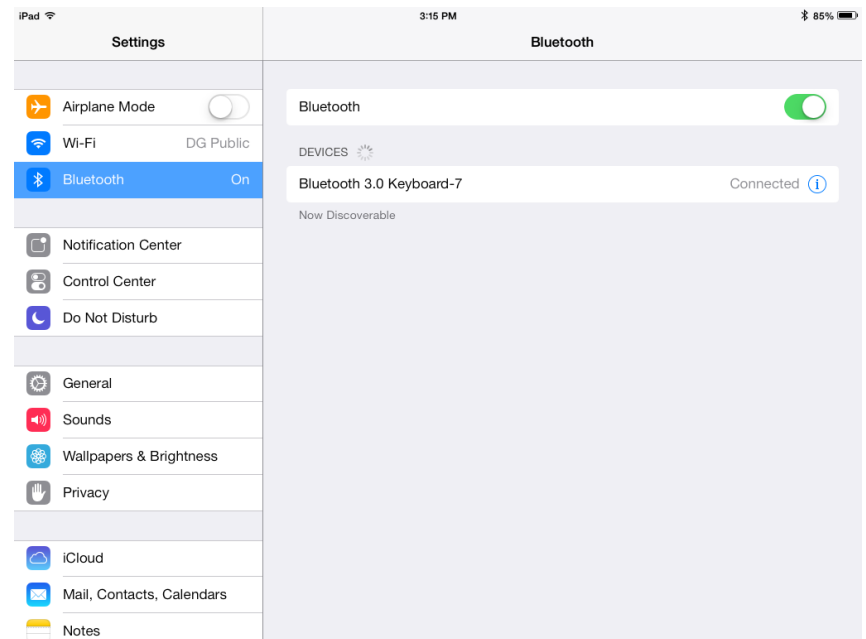 iPad 3:15 PM 85%
Settings
Bluetooth
Airplane Mode
Wi-Fi DG Public
Bluetooth On
Notification Center
Control Center
Do Not Disturb
General
Sounds
Wallpapers & Brightness
Privacy
iCloud
Mail, Contacts, Calendars
Notes
Bluetooth
DEVICES
Bluetooth 3.0 Keyboard-7 Connected i
Now Discoverable